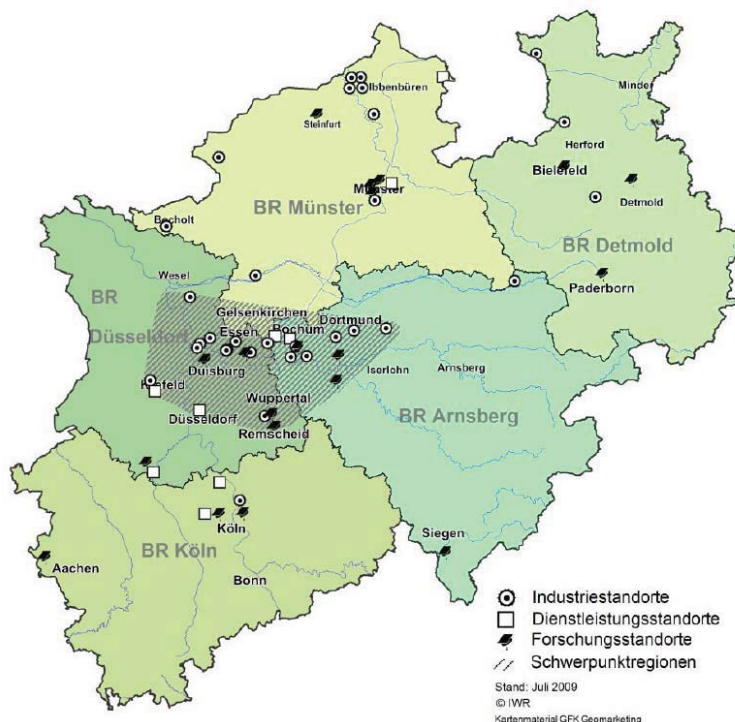 Ibbenbüren
Steinfurt
Minden
Herford
Bielefeld
Detmold
Münster
BR Münster
Bocholt
BR Detmold
Paderborn
Wesel
BR
Düsseldorf
Gelsenkirchen
Essen
Bochum
Dortmund
Duisburg
Iserlohn
Arnsberg
Krefeld
Wuppertal
Düsseldorf
Remscheid
BR Arnsberg
Köln
Siegen
BR Köln
Aachen
Bonn
Industriestandorte
Dienstleistungsstandorte
Forschungsstandorte
Schwerpunktregionen
Stand: Juli 2009
© IWR
Kartenmaterial GFK Geomarketing